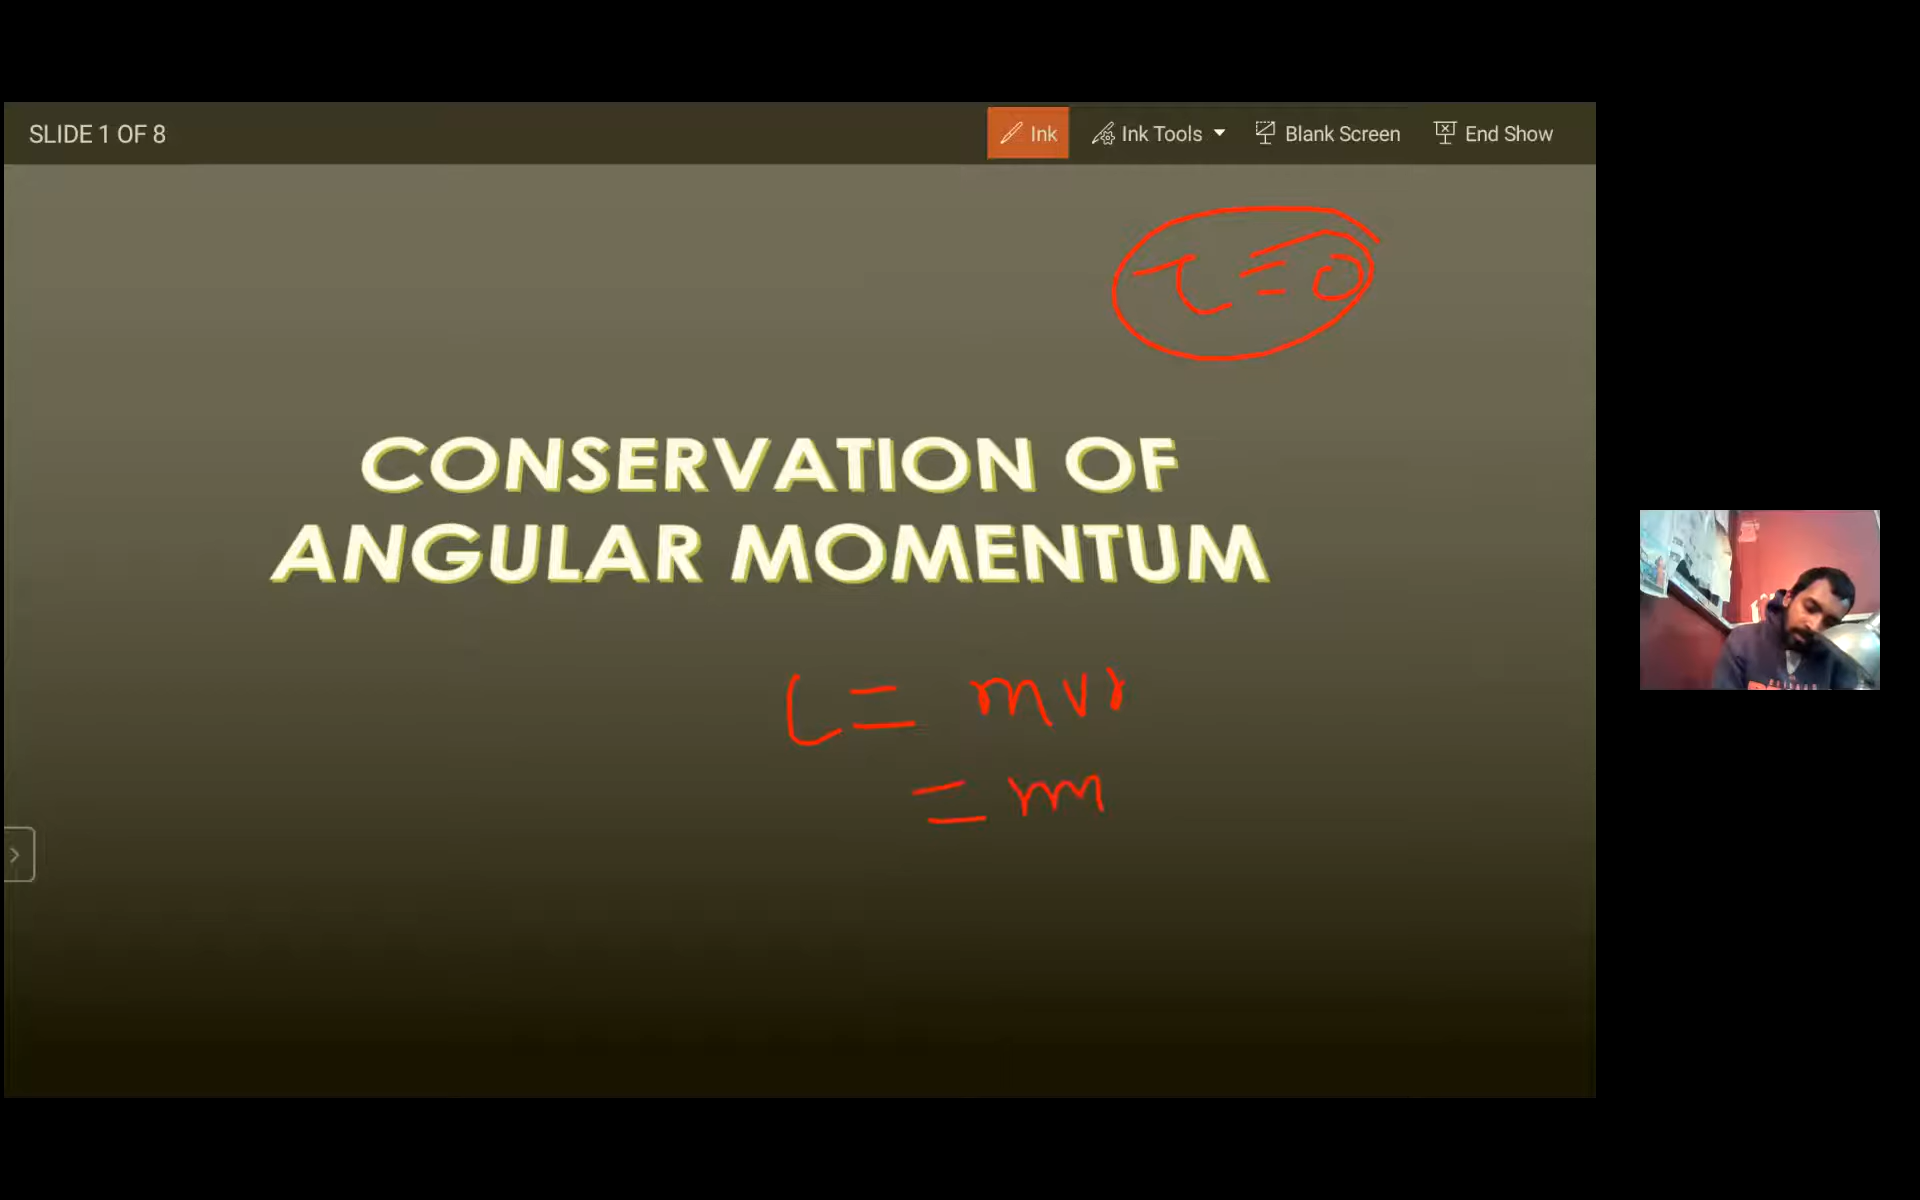 SLIDE 1 OF 8
Ink
Ink Tools
Blank Screen
End Show
τ = 0
CONSERVATION OF
ANGULAR MOMENTUM
L = mvr
= m